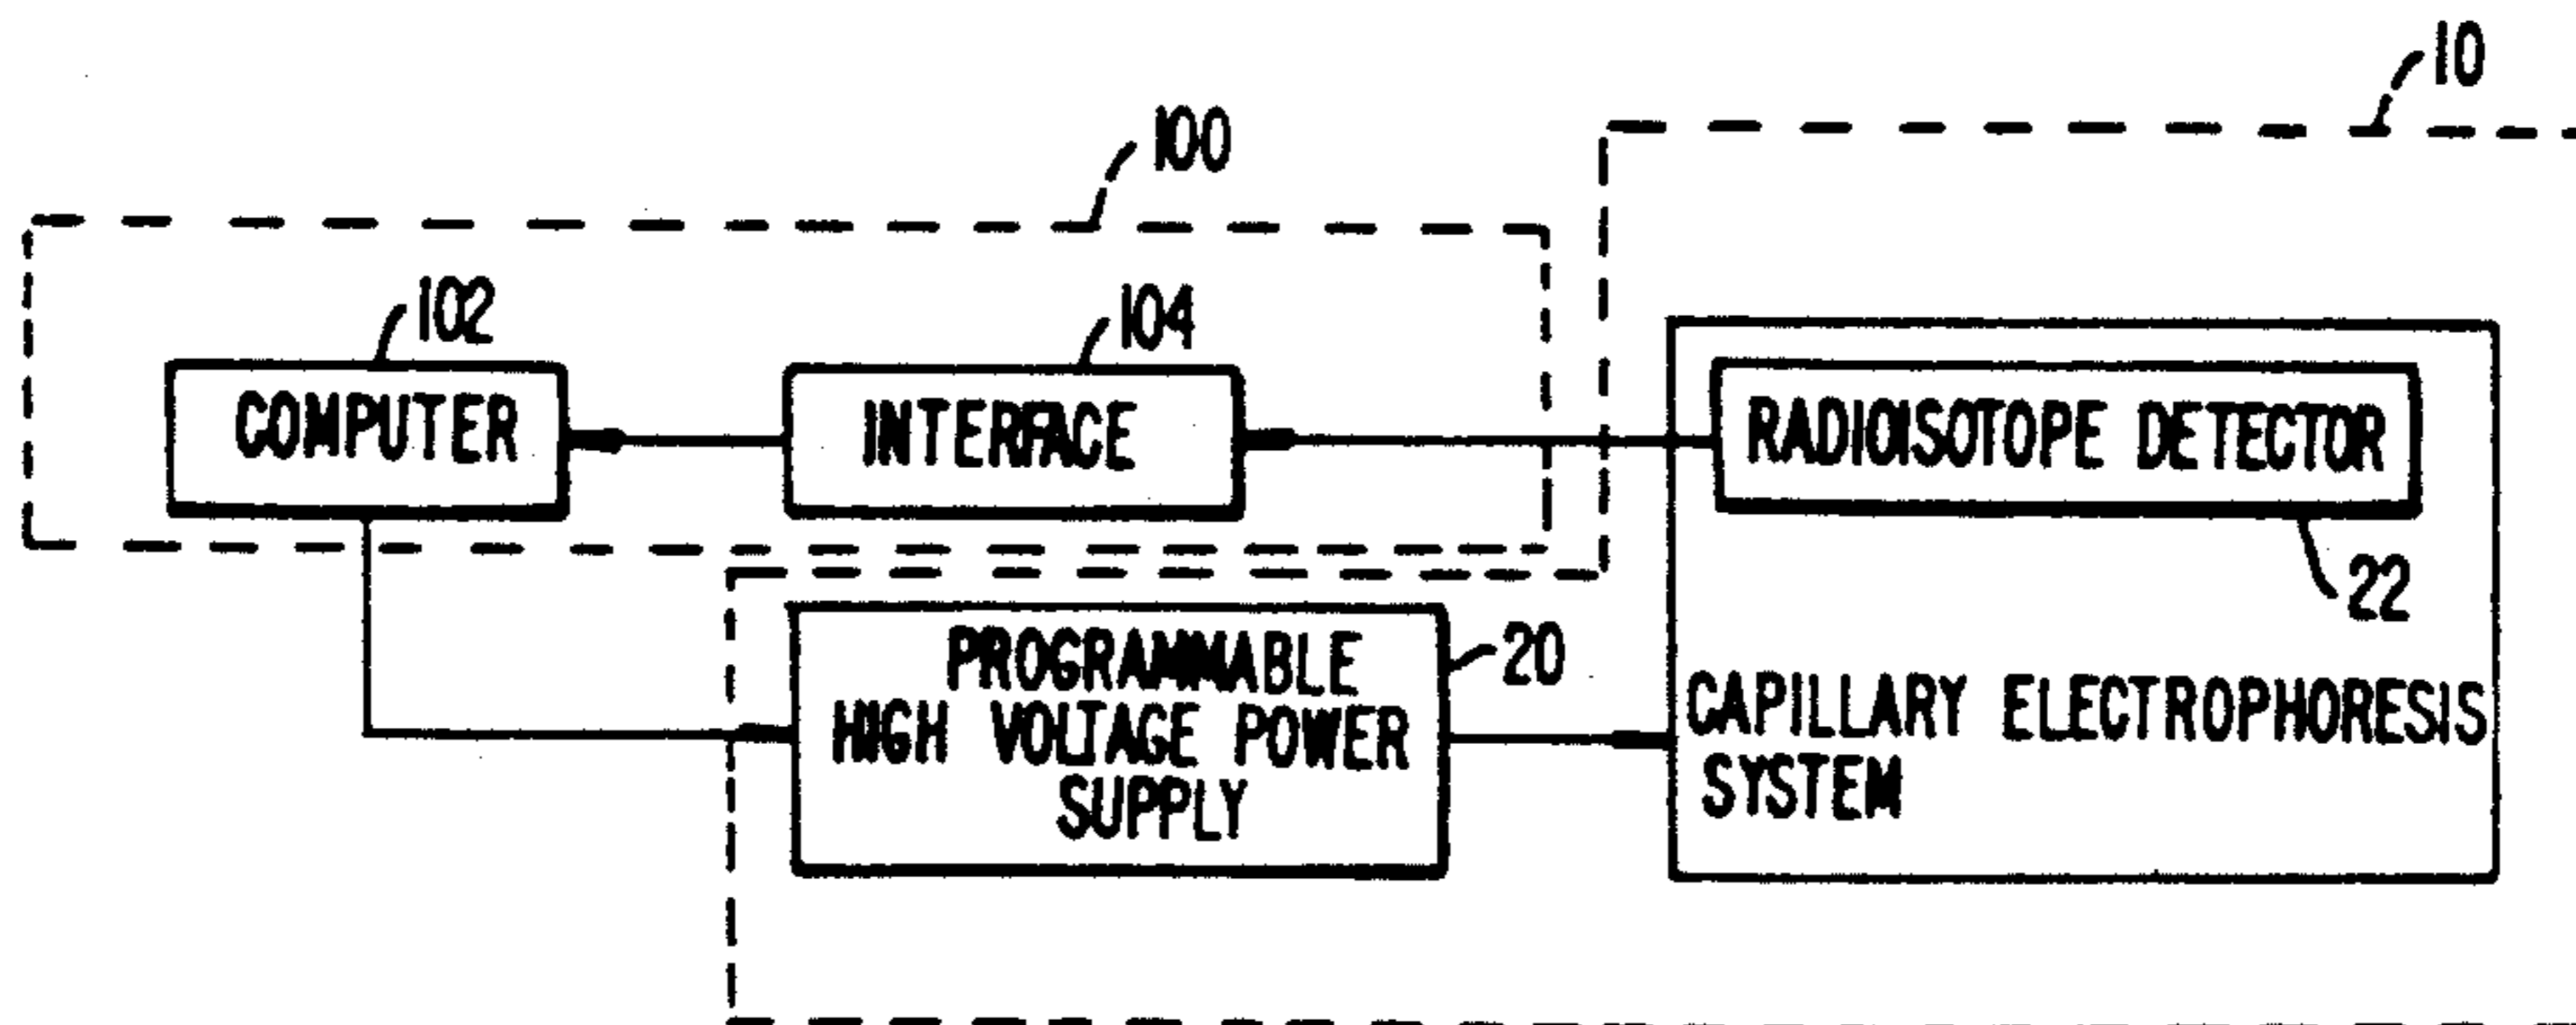 10
100
102
104
COMPUTER
INTERFACE
RADIOISOTOPE DETECTOR
22
PROGRAMMABLE
HIGH VOLTAGE POWER
SUPPLY
20
CAPILLARY ELECTROPHORESIS
SYSTEM